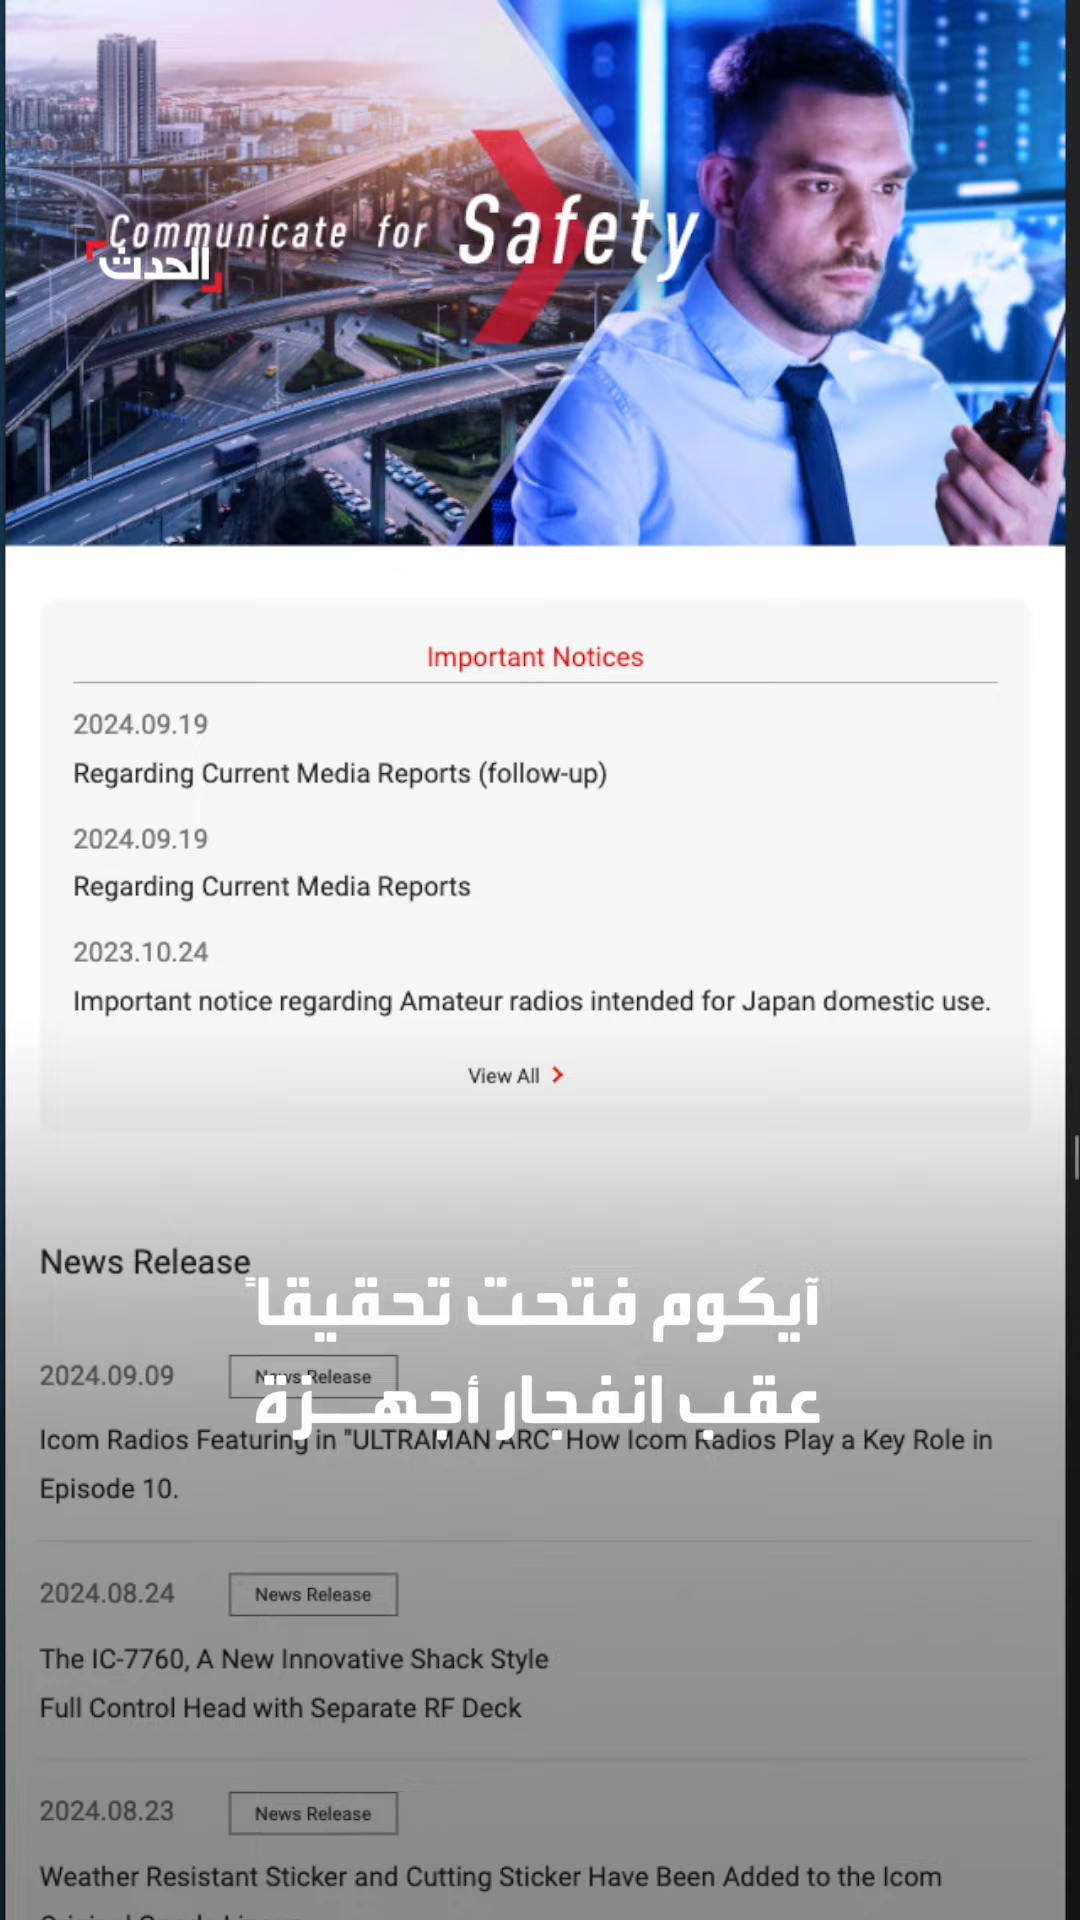 Communicate for Safety
الحدث
Important Notices
2024.09.19
Regarding Current Media Reports (follow-up)
2024.09.19
Regarding Current Media Reports
2023.10.24
Important notice regarding Amateur radios intended for Japan domestic use.
View All
News Release
آيكوم فتحت تحقيقاً
2024.09.09
News Release
عقب انفجار أجهـــزة
Icom Radios Featuring in "ULTRAMAN ARC" How Icom Radios Play a Key Role in
Episode 10.
2024.08.24
News Release
The IC-7760, A New Innovative Shack Style
Full Control Head with Separate RF Deck
2024.08.23
News Release
Weather Resistant Sticker and Cutting Sticker Have Been Added to the Icom